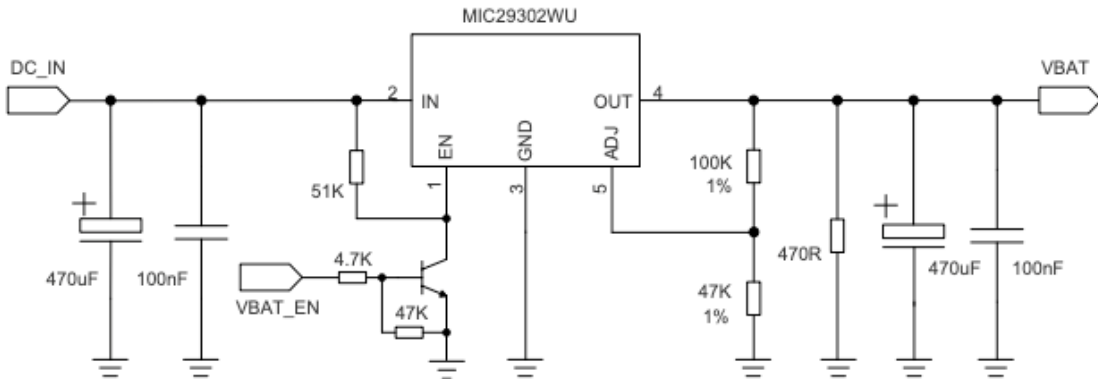 MIC29302WU
DC_IN
VBAT
2
IN
OUT
4
EN
GND
ADJ
1
3
5
51K
100K
1%
+
470uF
100nF
4.7K
VBAT_EN
47K
470R
47K
1%
+
470uF
100nF